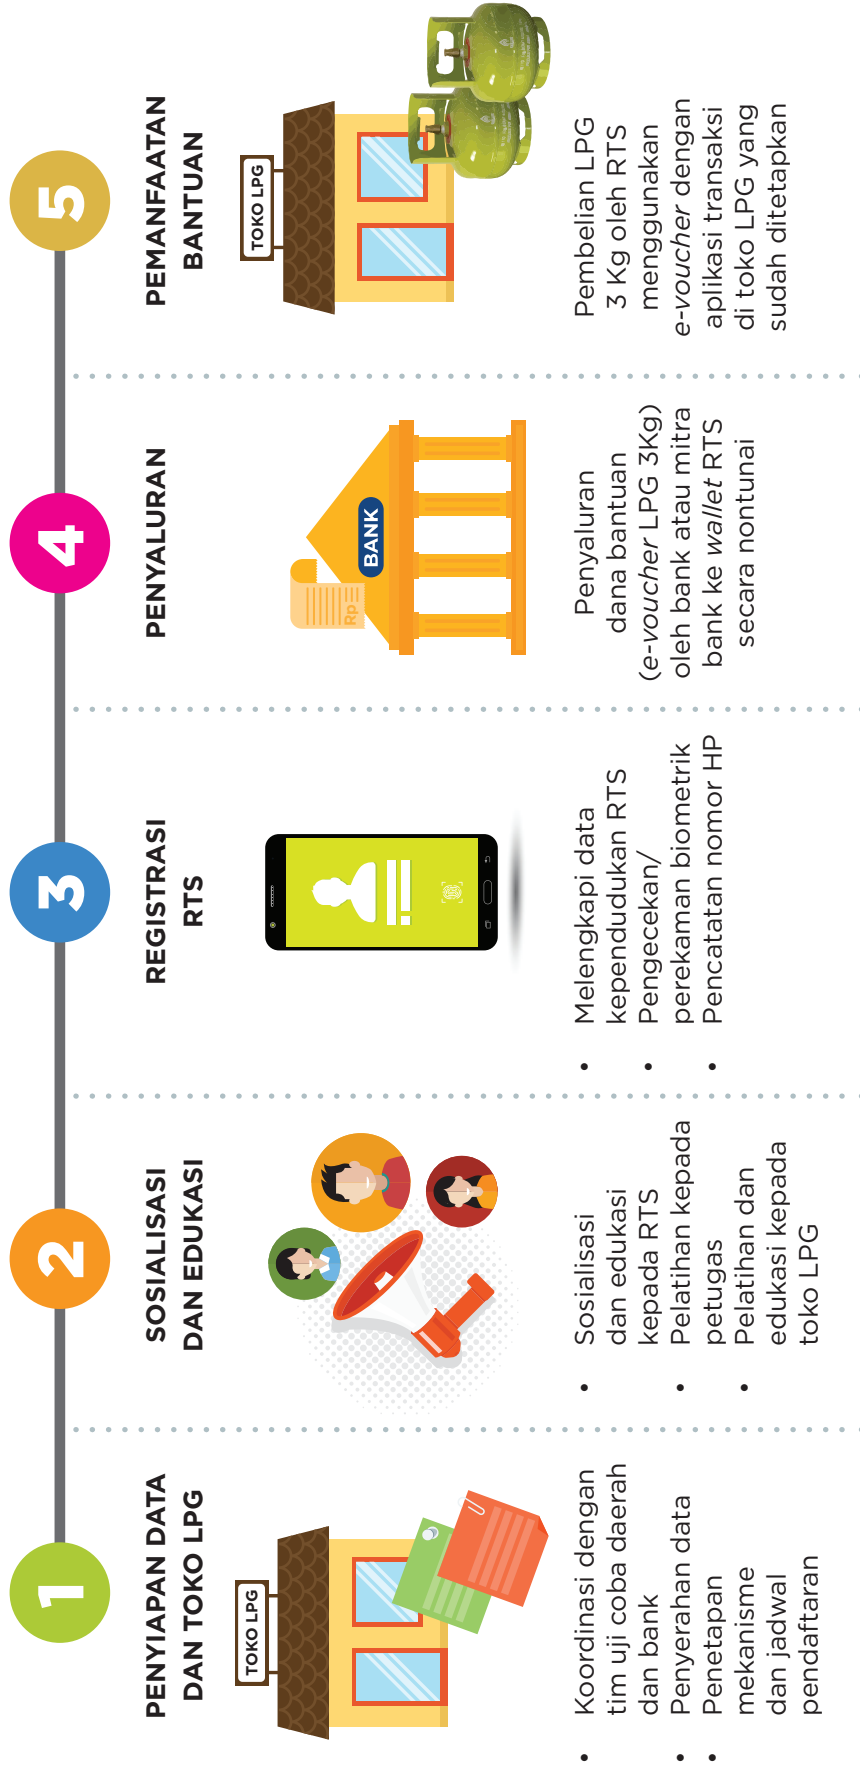 1
PENYIAPAN DATA
DAN TOKO LPG
TOKO LPG
• Koordinasi dengan
tim uji coba daerah
dan bank
• Penyerahan data
• Penetapan
mekanisme
dan jadwal
pendaftaran
2
SOSIALISASI
DAN EDUKASI
• Sosialisasi
dan edukasi
kepada RTS
• Pelatihan kepada
petugas
• Pelatihan dan
edukasi kepada
toko LPG
3
REGISTRASI
RTS
• Melengkapi data
kependudukan RTS
• Pengecekan/
perekaman biometrik
• Pencatatan nomor HP
4
PENYALURAN
Rp
BANK
Penyaluran
dana bantuan
(e-voucher LPG 3Kg)
oleh bank atau mitra
bank ke wallet RTS
secara nontunai
5
PEMANFAATAN
BANTUAN
TOKO LPG
Pembelian LPG
3 Kg oleh RTS
menggunakan
e-voucher dengan
aplikasi transaksi
di toko LPG yang
sudah ditetapkan